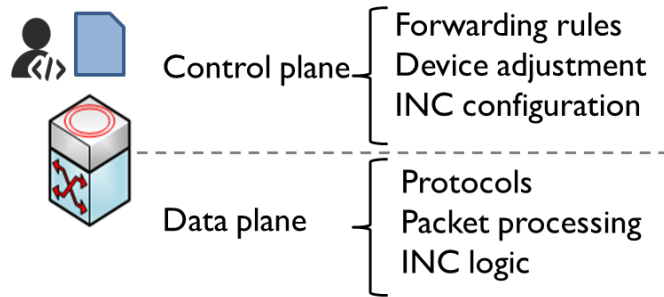 Control plane
Forwarding rules
Device adjustment
INC configuration
Data plane
Protocols
Packet processing
INC logic